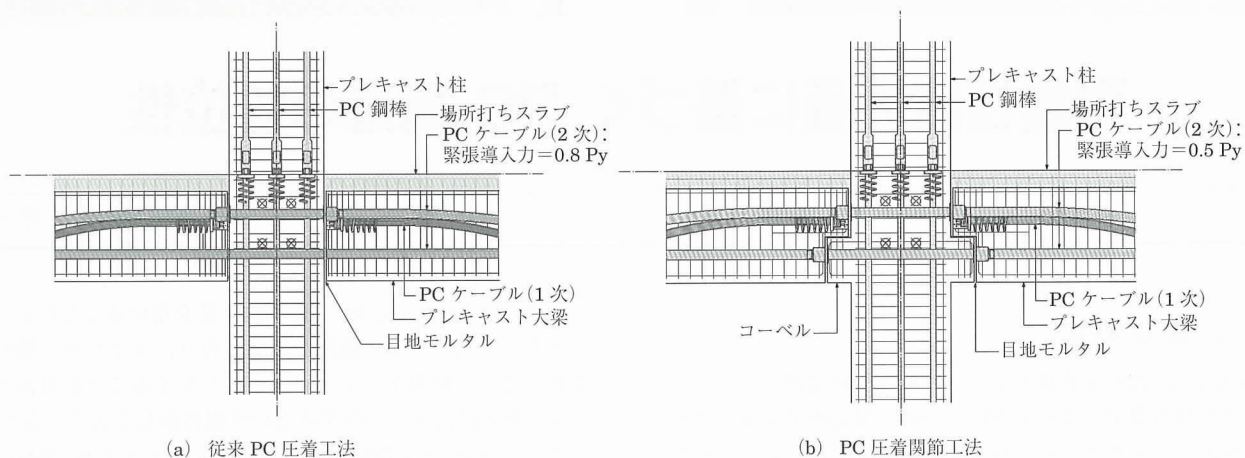 プレキャスト柱
PC 鋼棒
場所打ちスラブ
PC ケーブル(2 次):
緊張導入力=0.8 Py
PC ケーブル(1 次)
プレキャスト大梁
目地モルタル
(a) 従来 PC 圧着工法
プレキャスト柱
PC 鋼棒
場所打ちスラブ
PC ケーブル(2 次):
緊張導入力=0.5 Py
PC ケーブル(1 次)
プレキャスト大梁
コーベル
目地モルタル
(b) PC 圧着関節工法